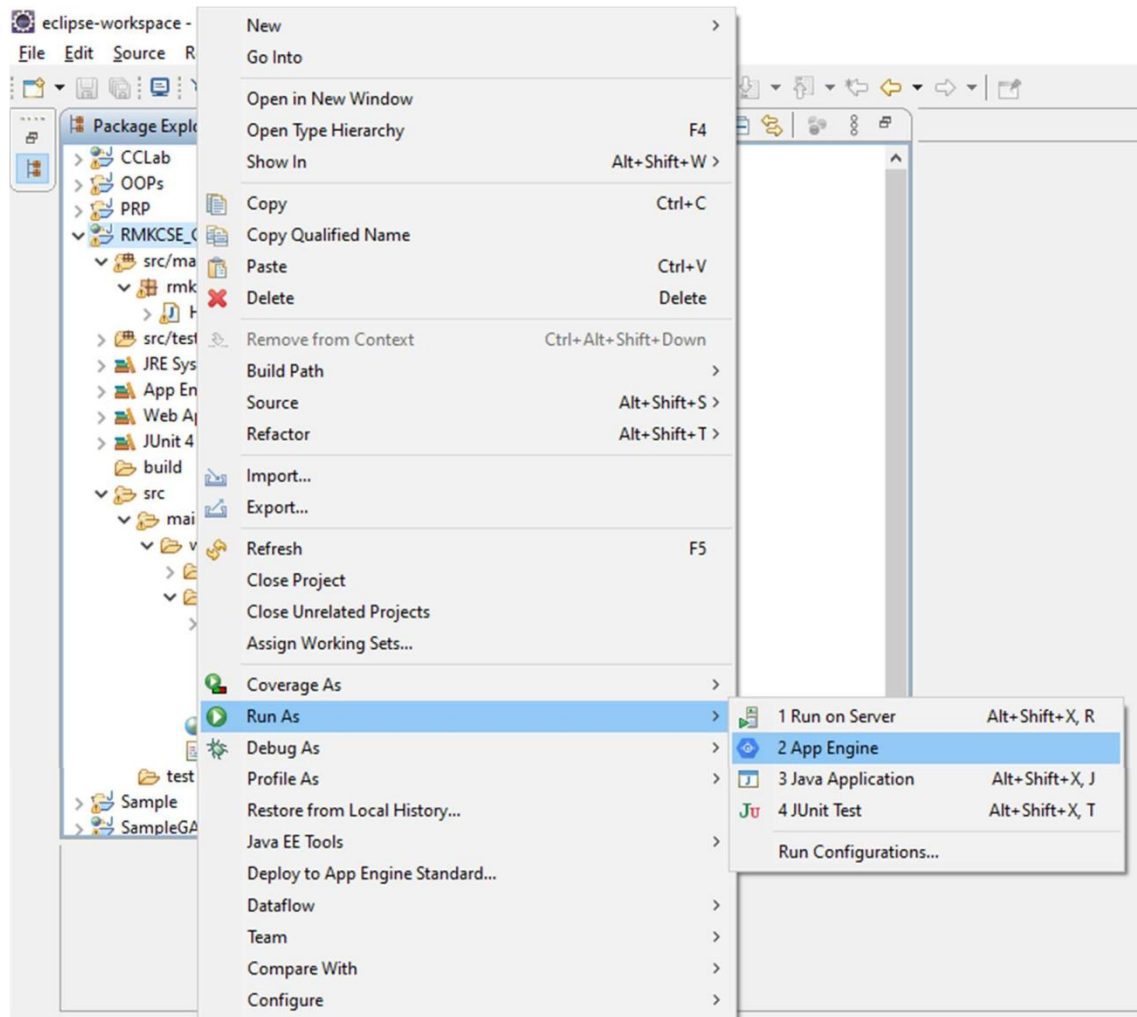 eclipse-workspace -
File Edit Source R
Package Explo
CCLab
OOPs
PRP
RMKCSE_
src/ma
rmk
src/test
JRE Sys
App En
Web Ap
JUnit 4
build
src
mai
test
Sample
SampleGA
New
Go Into
Open in New Window
Open Type Hierarchy F4
Show In Alt+Shift+W >
Copy Ctrl+C
Copy Qualified Name
Paste Ctrl+V
Delete Delete
Remove from Context Ctrl+Alt+Shift+Down
Build Path
Source Alt+Shift+S >
Refactor Alt+Shift+T >
Import...
Export...
Refresh F5
Close Project
Close Unrelated Projects
Assign Working Sets...
Coverage As
Run As
Debug As
Profile As
Restore from Local History...
Java EE Tools
Deploy to App Engine Standard...
Dataflow
Team
Compare With
Configure
1 Run on Server Alt+Shift+X, R
2 App Engine
3 Java Application Alt+Shift+X, J
4 JUnit Test Alt+Shift+X, T
Run Configurations...